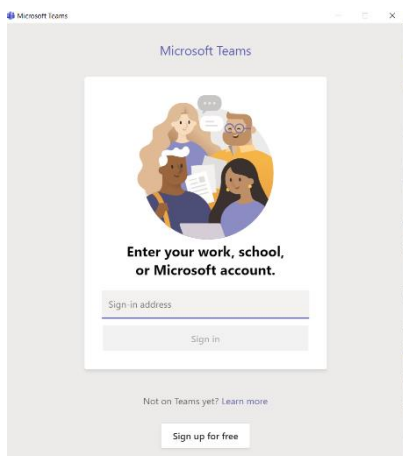 Microsoft Teams
Microsoft Teams
Enter your work, school,
or Microsoft account.
Sign-in address
Sign in
Not on Teams yet? Learn more
Sign up for free